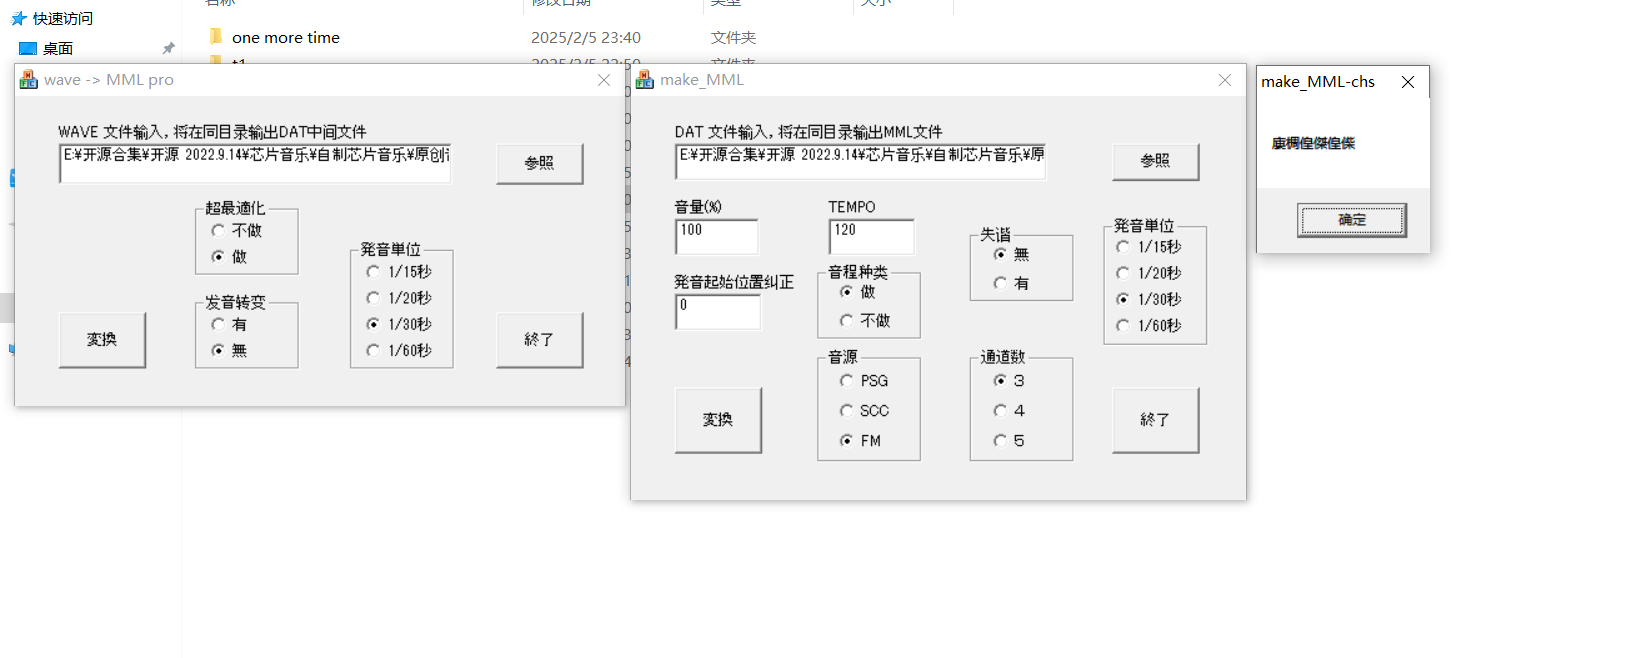 快速访问
桌面
one more time
2025/2/5 23:40
文件夹
wave -> MML pro
WAVE 文件输入, 将在同目录输出DAT中间文件
E:¥开源合集¥开源 2022.9.14¥芯片音乐¥自制芯片音乐¥原创
参照
超最適化
不做
做
発音単位
1/15秒
1/20秒
1/30秒
1/60秒
发音转变
有
無
変換
終了
make_MML
DAT 文件输入, 将在同目录输出MML文件
E:¥开源合集¥开源 2022.9.14¥芯片音乐¥自制芯片音乐¥原
参照
音量(%)
100
TEMPO
120
失谐
無
有
発音単位
1/15秒
1/20秒
1/30秒
1/60秒
発音起始位置纠正
0
音程种类
做
不做
音源
PSG
SCC
FM
通道数
3
4
5
変換
終了
make_MML-chs
确定